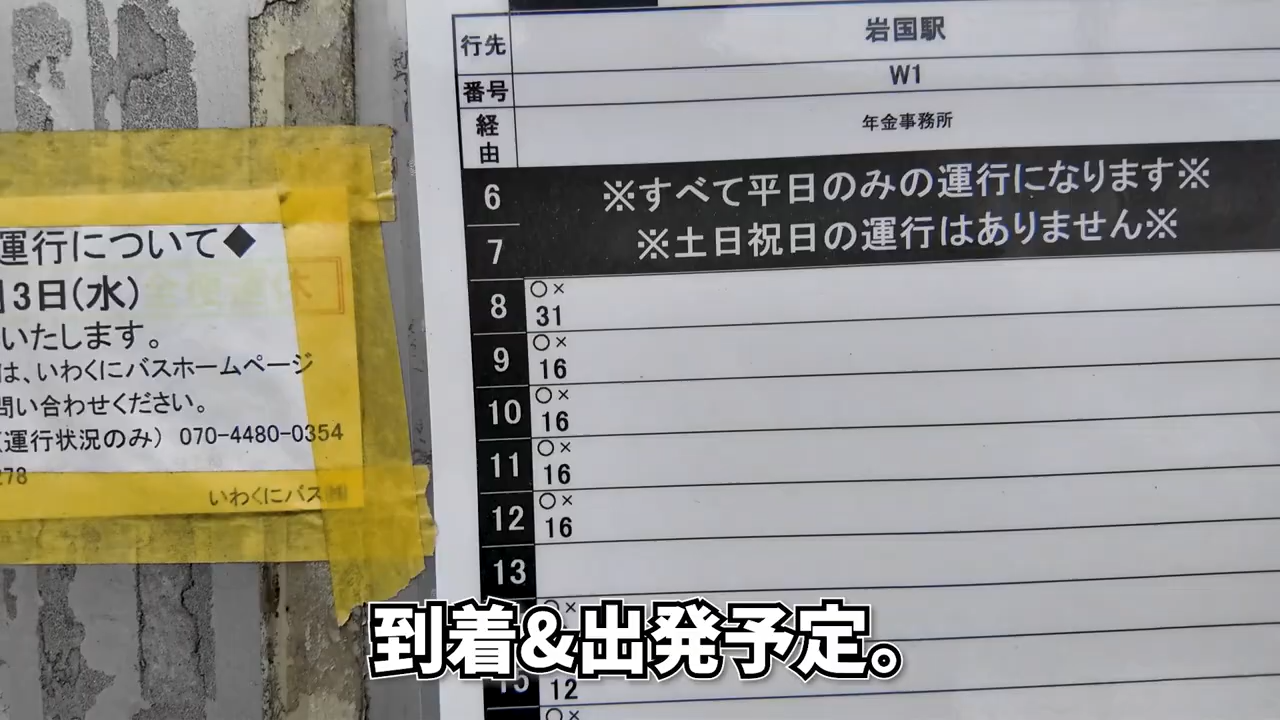 行先 岩国駅
番号 W1
経由 年金事務所
6 ※すべて平日のみの運行になります※
7 ※土日祝日の運行はありません※
8 ○×
31
9 ○×
16
10 ○×
16
11 ○×
16
12 ○×
16
13
○×
15 12
○×
運行について◆
3日(水)
いたします。
は、いわくにバスホームページ
問い合わせください。
(運行状況のみ) 070-4480-0354
278
いわくにバス
到着&出発予定。